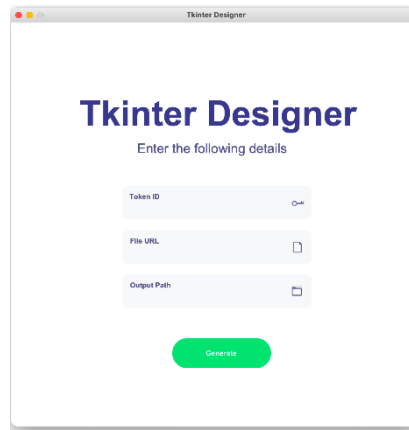 Tkinter Designer
Tkinter Designer
Enter the following details
Token ID
File URL
Output Path
Generate